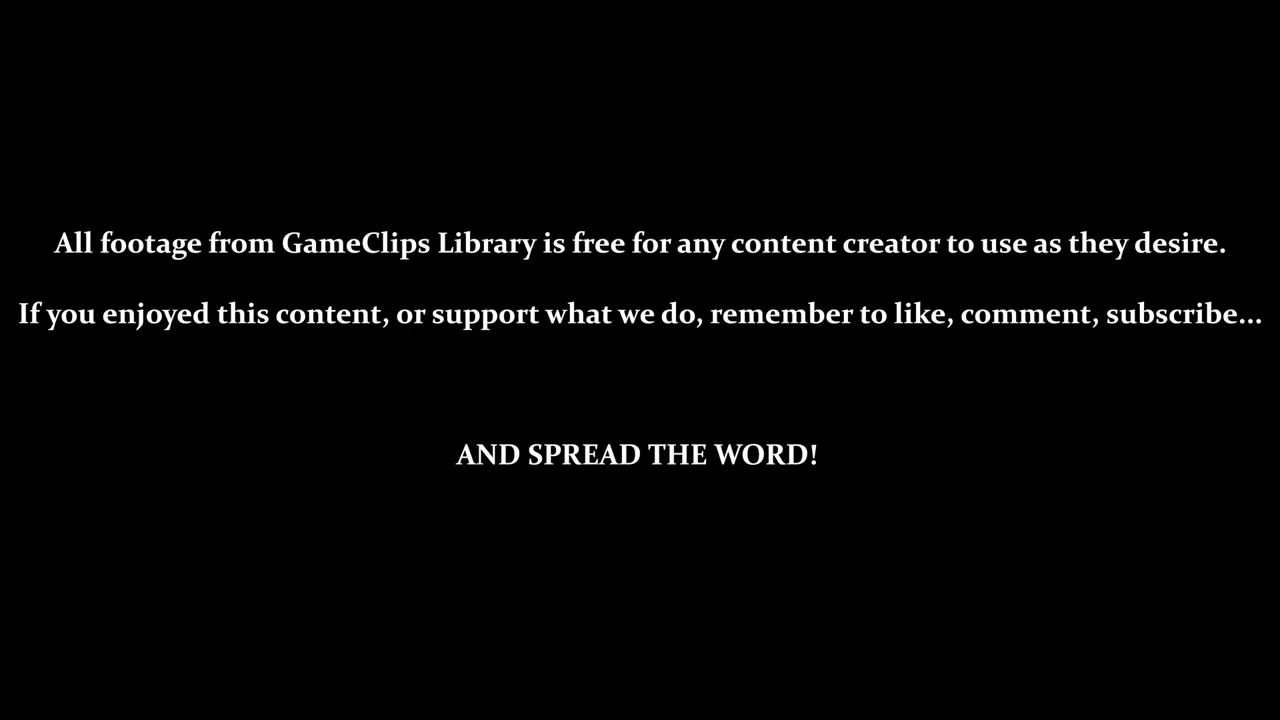 All footage from GameClips Library is free for any content creator to use as they desire.
If you enjoyed this content, or support what we do, remember to like, comment, subscribe...
AND SPREAD THE WORD!